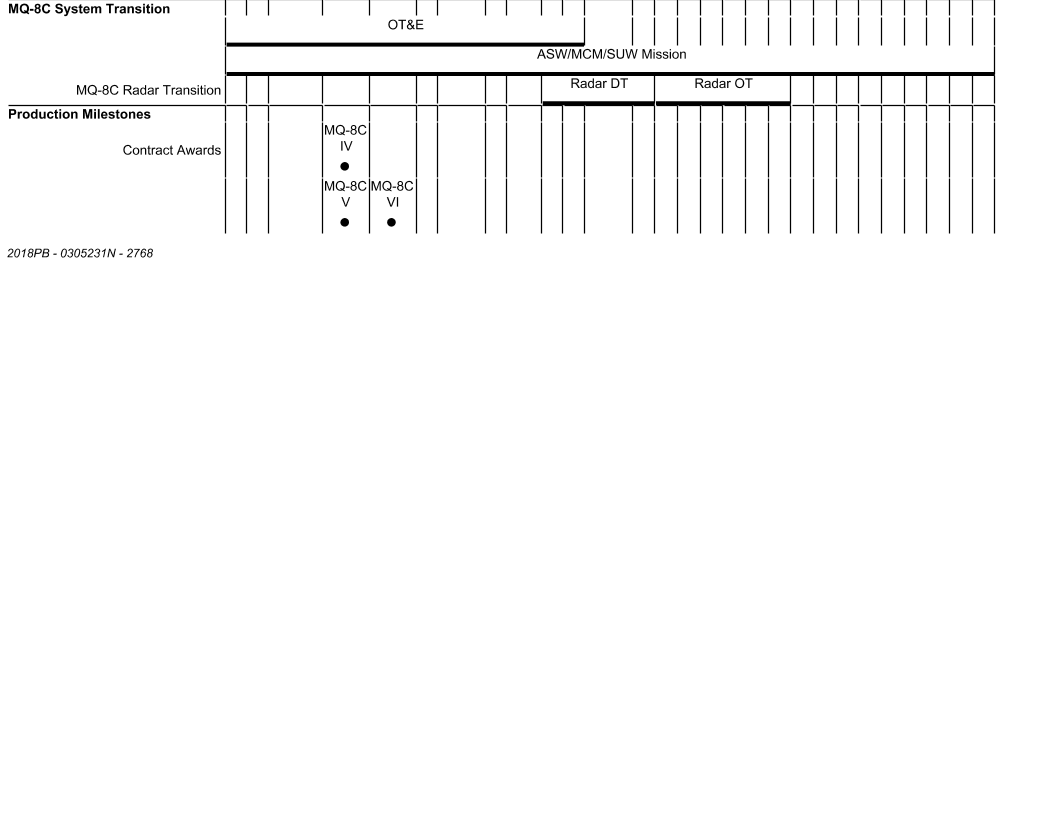 MQ-8C System Transition
OT&E
ASW/MCM/SUW Mission
MQ-8C Radar Transition
Radar DT
Radar OT
Production Milestones
Contract Awards
MQ-8C
IV
MQ-8C
V
MQ-8C
VI
2018PB - 0305231N - 2768